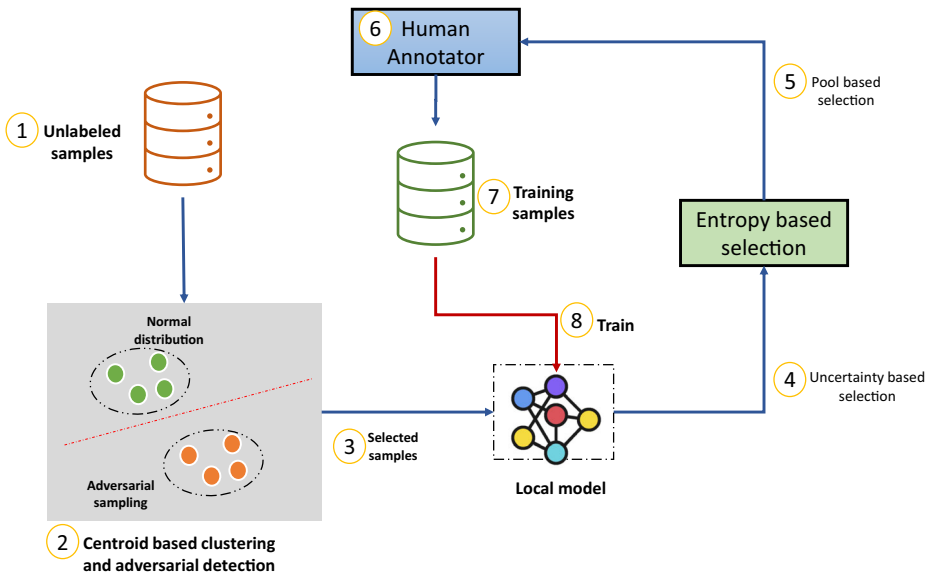 1
Unlabeled
samples
6
Human
Annotator
5
Pool based
selection
7
Training
samples
Entropy based
selection
Normal
distribution
Adversarial
sampling
2
Centroid based clustering
and adversarial detection
3
Selected
samples
8
Train
Local model
4
Uncertainty based
selection